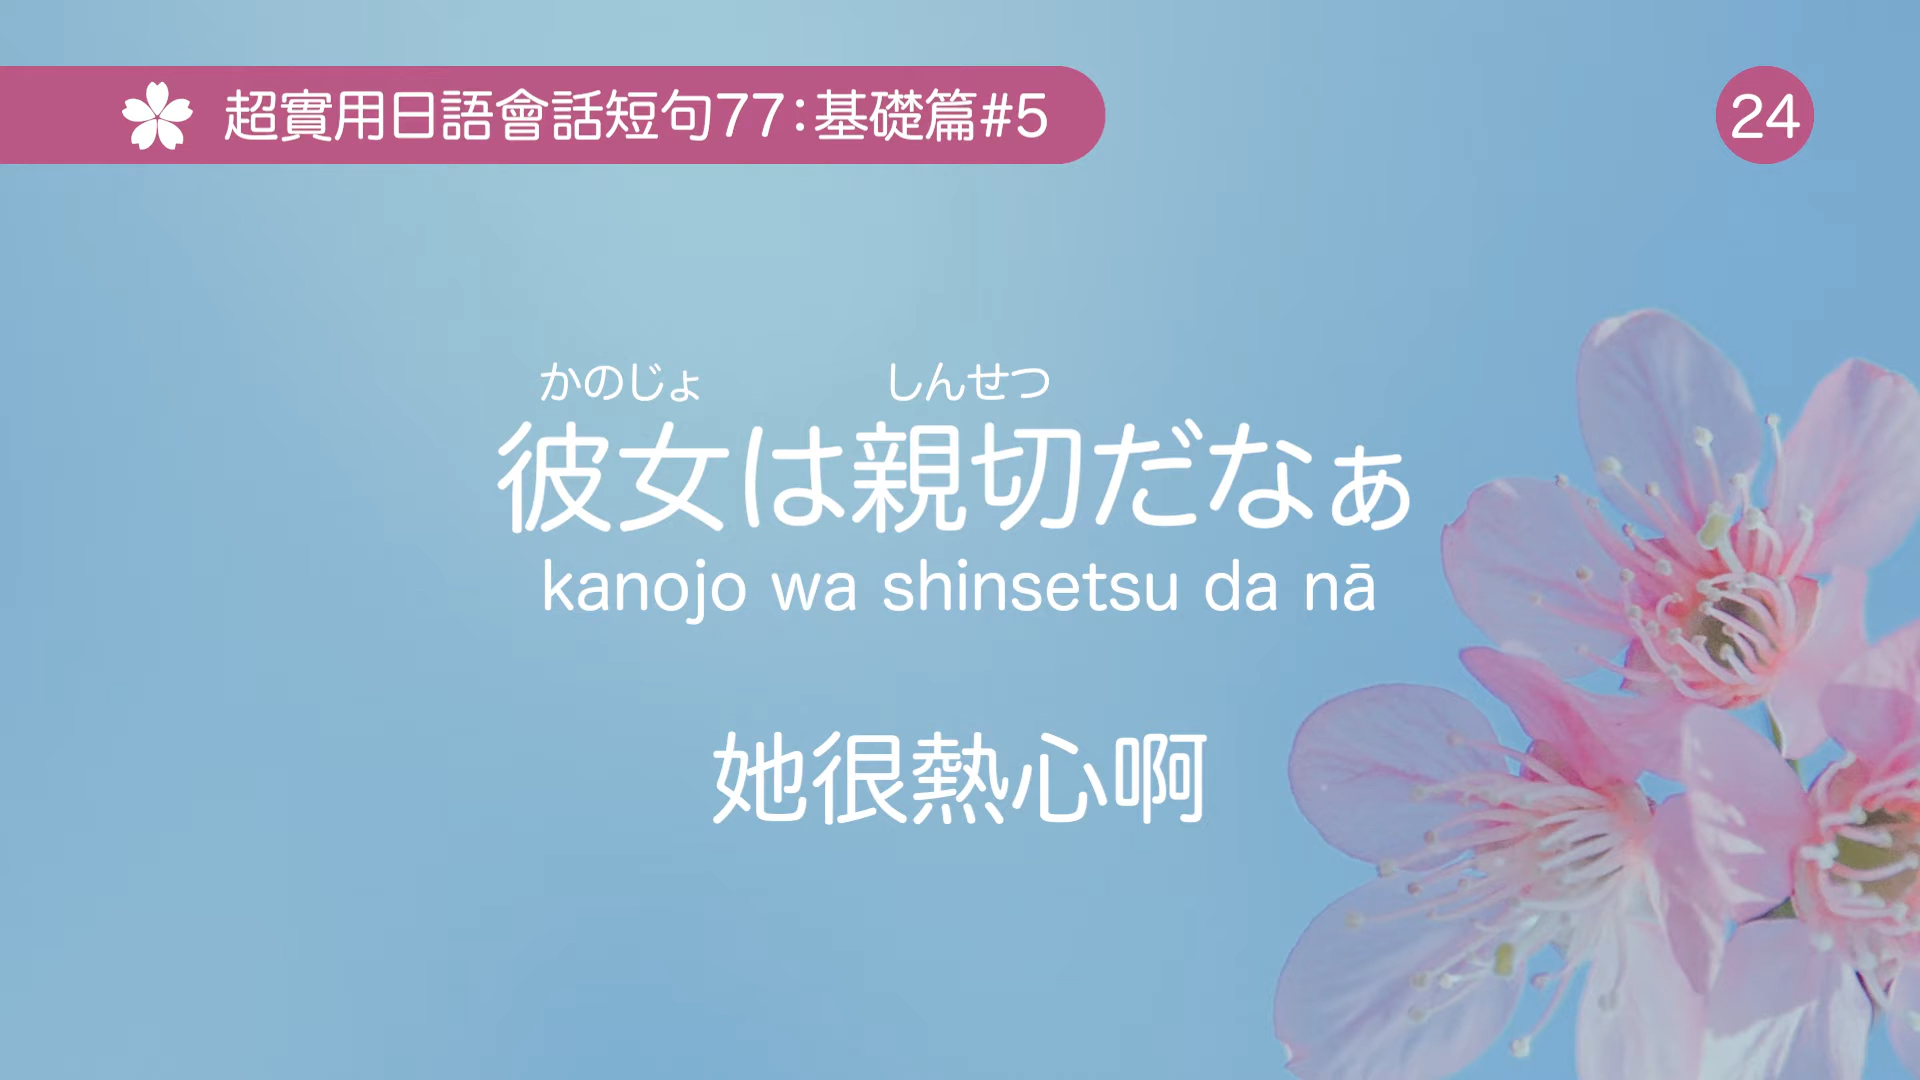 超實用日語會話短句77:基礎篇#5
24
かのじょ しんせつ
彼女は親切だなぁ
kanojo wa shinsetsu da nā
她很熱心啊